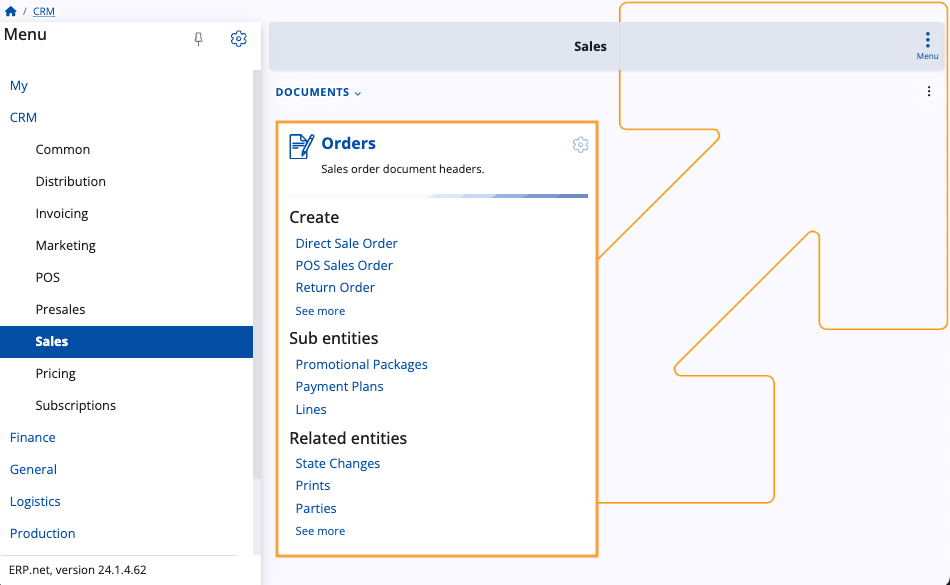 / CRM
Menu
My
CRM
Common
Distribution
Invoicing
Marketing
POS
Presales
Sales
Pricing
Subscriptions
Finance
General
Logistics
Production
ERP.net, version 24.1.4.62
Sales
Menu
DOCUMENTS
Orders
Sales order document headers.
Create
Direct Sale Order
POS Sales Order
Return Order
See more
Sub entities
Promotional Packages
Payment Plans
Lines
Related entities
State Changes
Prints
Parties
See more